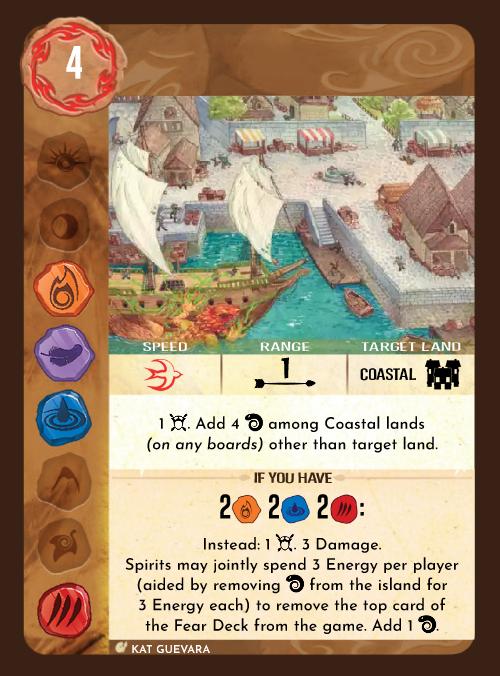 4
SPEED RANGE TARGET LAND
1 COASTAL
1 . Add 4 among Coastal lands
(on any boards) other than target land.
IF YOU HAVE
2 2 2 :
Instead: 1 . 3 Damage.
Spirits may jointly spend 3 Energy per player
(aided by removing from the island for
3 Energy each) to remove the top card of
the Fear Deck from the game. Add 1 .
KAT GUEVARA